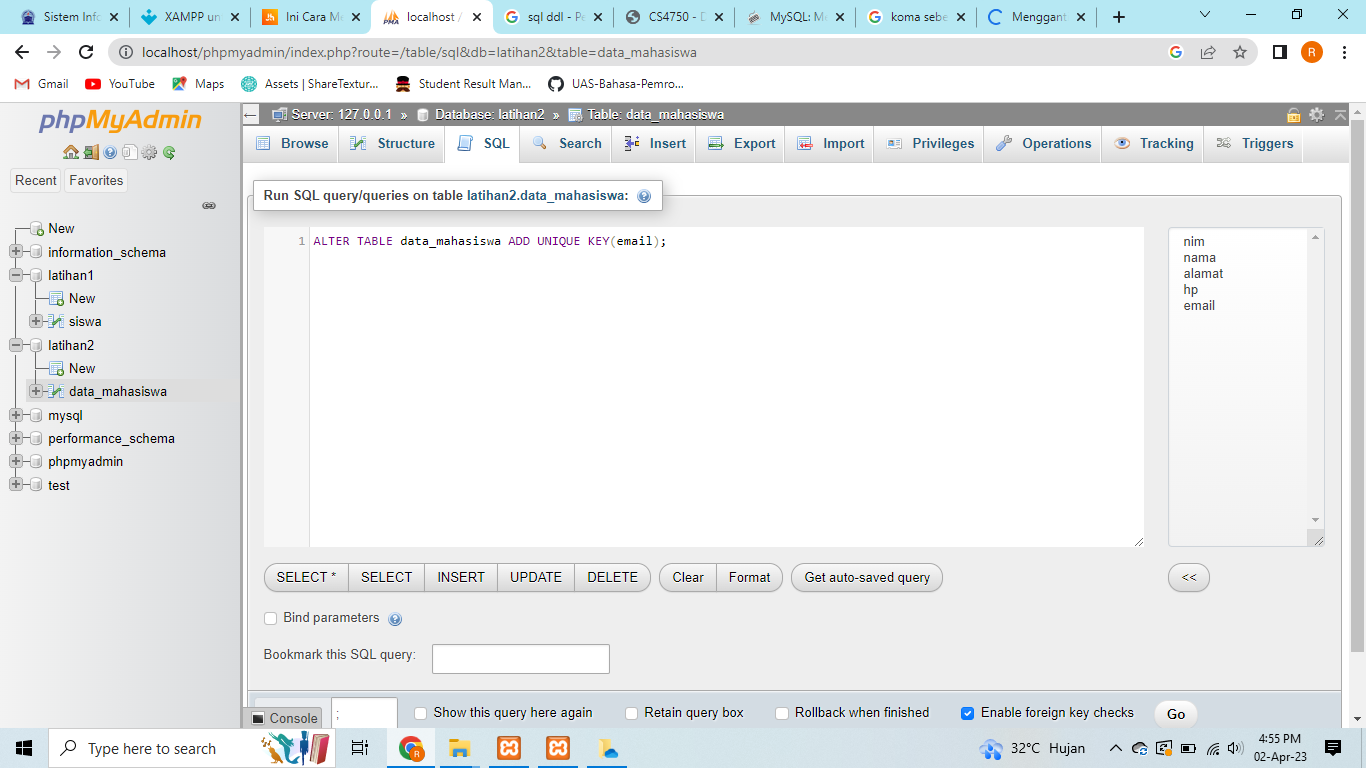 Sistem Info
XAMPP un
Ini Cara Me
localhost /
sql ddl - Pe
CS4750 - D
MySQL: M
koma sebe
Menggant
localhost/phpmyadmin/index.php?route=/table/sql&db=latihan2&table=data_mahasiswa
R
Gmail
YouTube
Maps
Assets | ShareTextur...
Student Result Man...
UAS-Bahasa-Pemro...
phpMyAdmin
Server: 127.0.0.1 » Database: latihan2 » Table: data_mahasiswa
Browse
Structure
SQL
Search
Insert
Export
Import
Privileges
Operations
Tracking
Triggers
Recent
Favorites
New
information_schema
latihan1
New
siswa
latihan2
New
data_mahasiswa
mysql
performance_schema
phpmyadmin
test
Run SQL query/queries on table latihan2.data_mahasiswa:
1 ALTER TABLE data_mahasiswa ADD UNIQUE KEY(email);
nim
nama
alamat
hp
email
SELECT *
SELECT
INSERT
UPDATE
DELETE
Clear
Format
Get auto-saved query
<<
Bind parameters
Bookmark this SQL query:
Console
;
Show this query here again
Retain query box
Rollback when finished
Enable foreign key checks
Go
Type here to search
32°C Hujan
4:55 PM
02-Apr-23